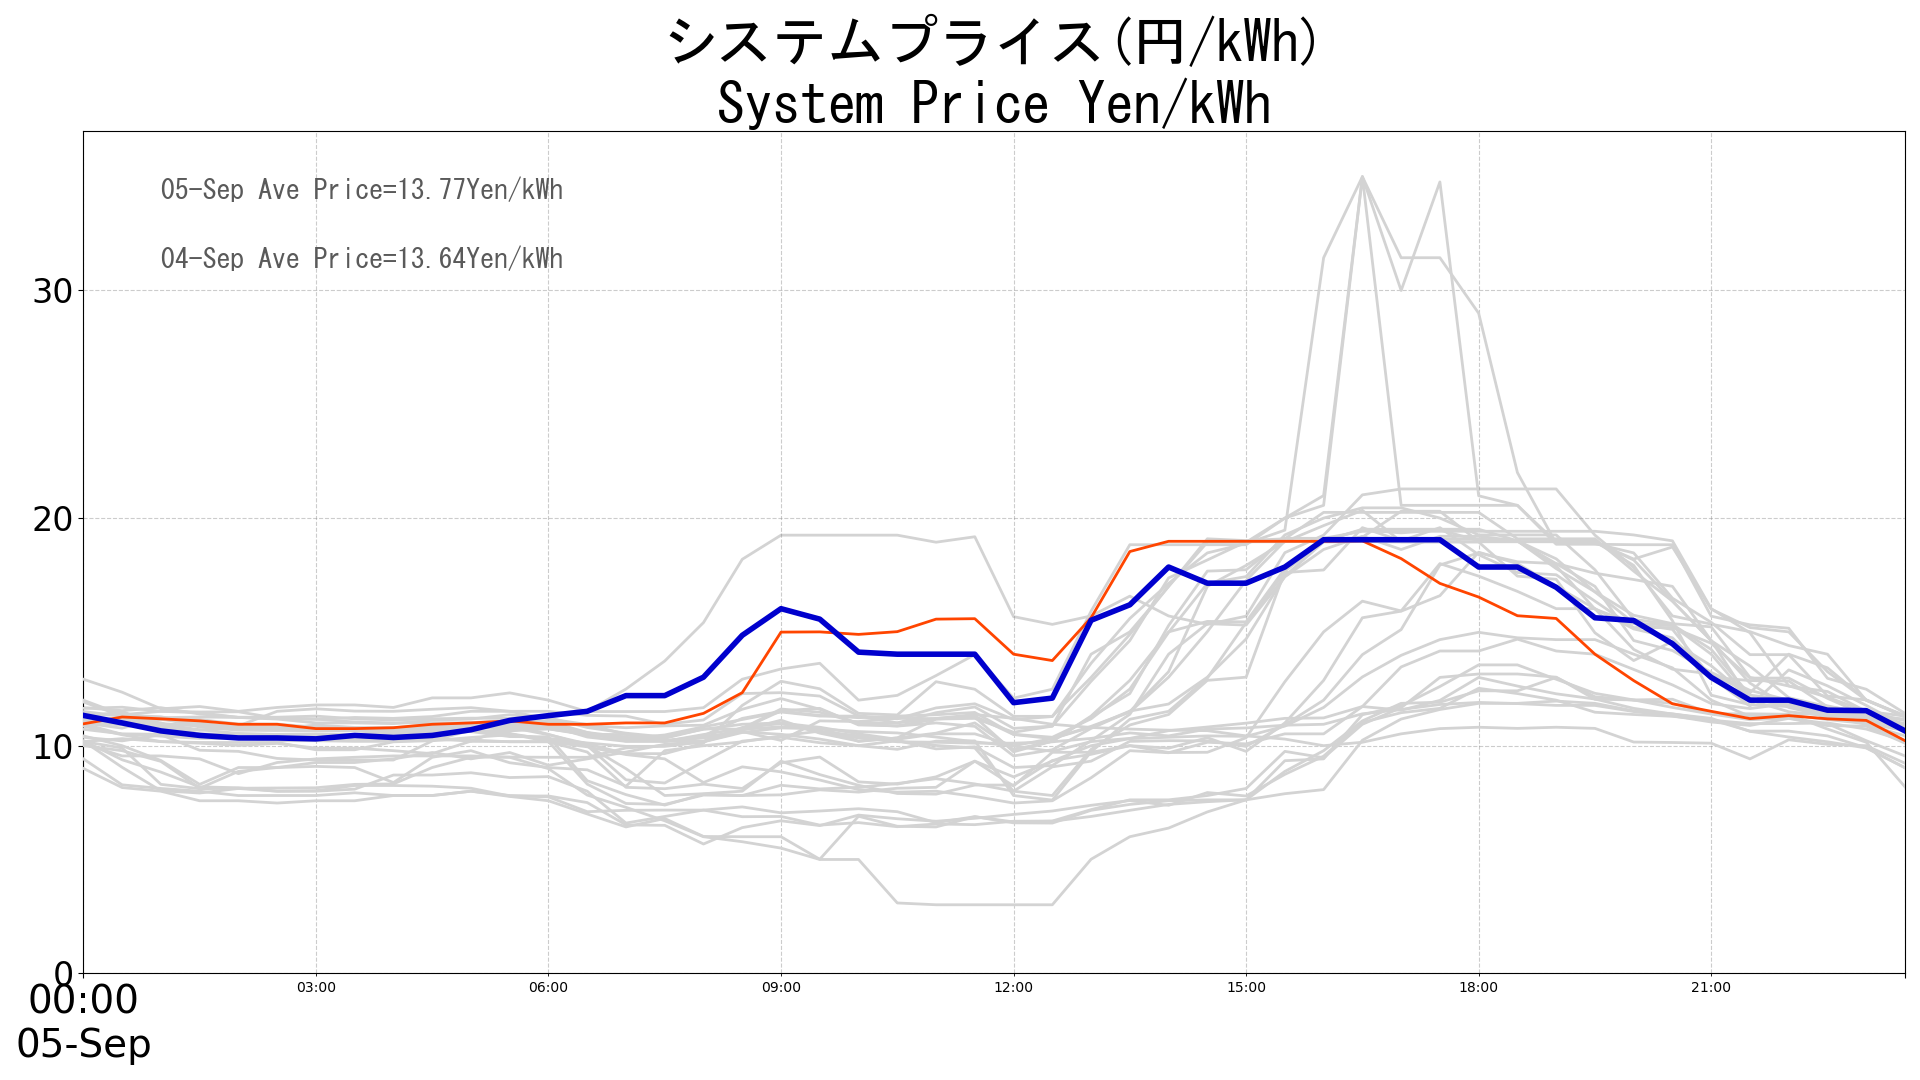 システムプライス(円/kWh)
System Price Yen/kWh
05-Sep Ave Price=13.77Yen/kWh
04-Sep Ave Price=13.64Yen/kWh
30
20
10
0
00:00
05-Sep
03:00
06:00
09:00
12:00
15:00
18:00
21:00